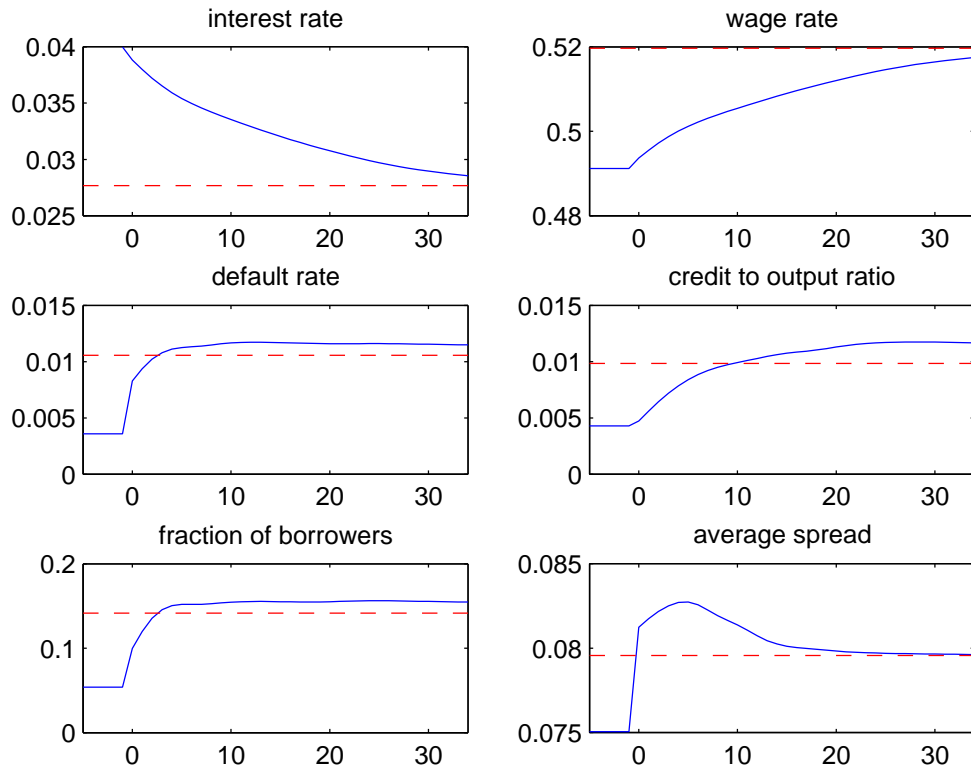 interest rate
0.04
0.035
0.03
0.025
0 10 20 30
wage rate
0.52
0.5
0.48
0 10 20 30
default rate
0.015
0.01
0.005
0
0 10 20 30
credit to output ratio
0.015
0.01
0.005
0
0 10 20 30
fraction of borrowers
0.2
0.1
0
0 10 20 30
average spread
0.085
0.08
0.075
0 10 20 30